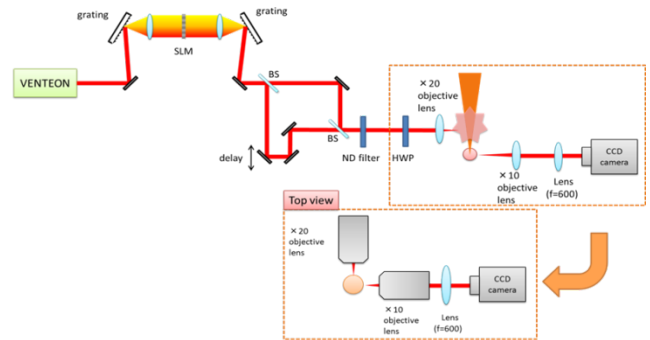 grating
grating
SLM
VENTEON
BS
BS
delay
ND filter
HWP
×20
objective
lens
×10
objective
lens
Lens
(f=600)
CCD
camera
Top view
×20
objective
lens
×10
objective
lens
Lens
(f=600)
CCD
camera